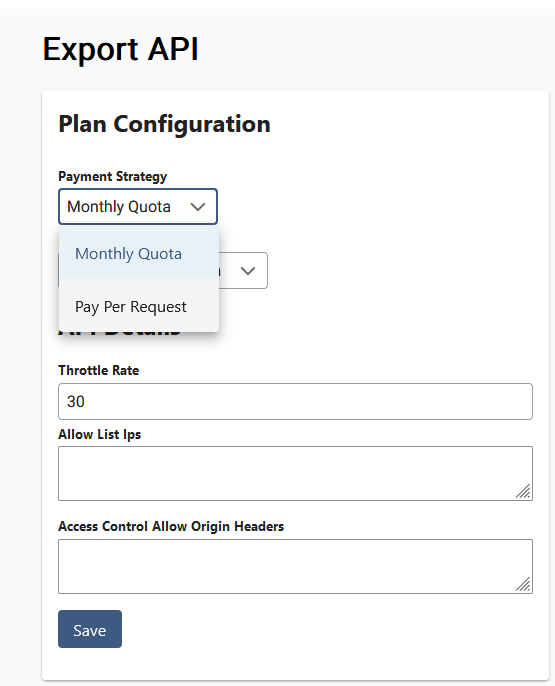 Export API
Plan Configuration
Payment Strategy
Monthly Quota
Monthly Quota
Pay Per Request
Details
Throttle Rate
30
Allow List Ips
Access Control Allow Origin Headers
Save